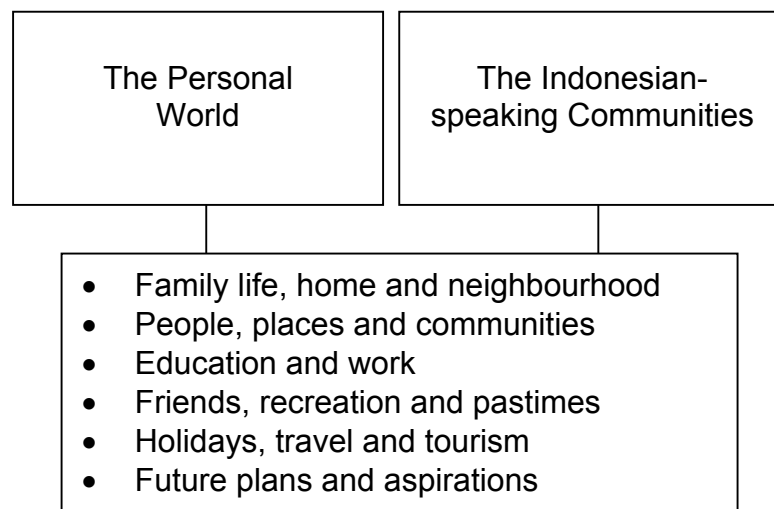 The Personal
World
The Indonesian-
speaking Communities
• Family life, home and neighbourhood
• People, places and communities
• Education and work
• Friends, recreation and pastimes
• Holidays, travel and tourism
• Future plans and aspirations